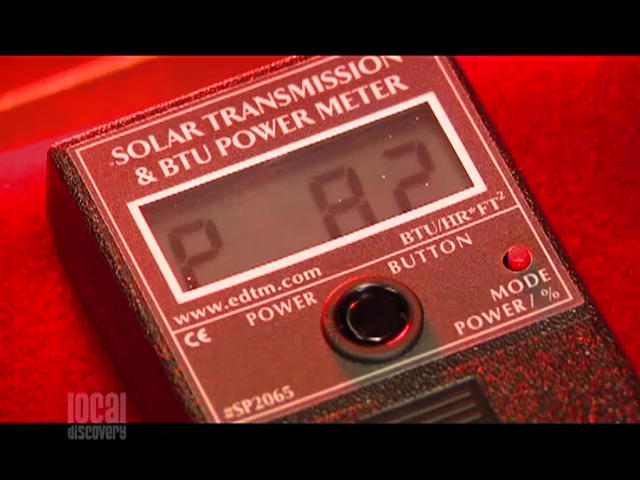 SOLAR TRANSMISSION
& BTU POWER METER
P 82
BTU/HR*FT²
www.edtm.com
CE
POWER BUTTON
MODE
POWER / %
#SP2065
local
discovery